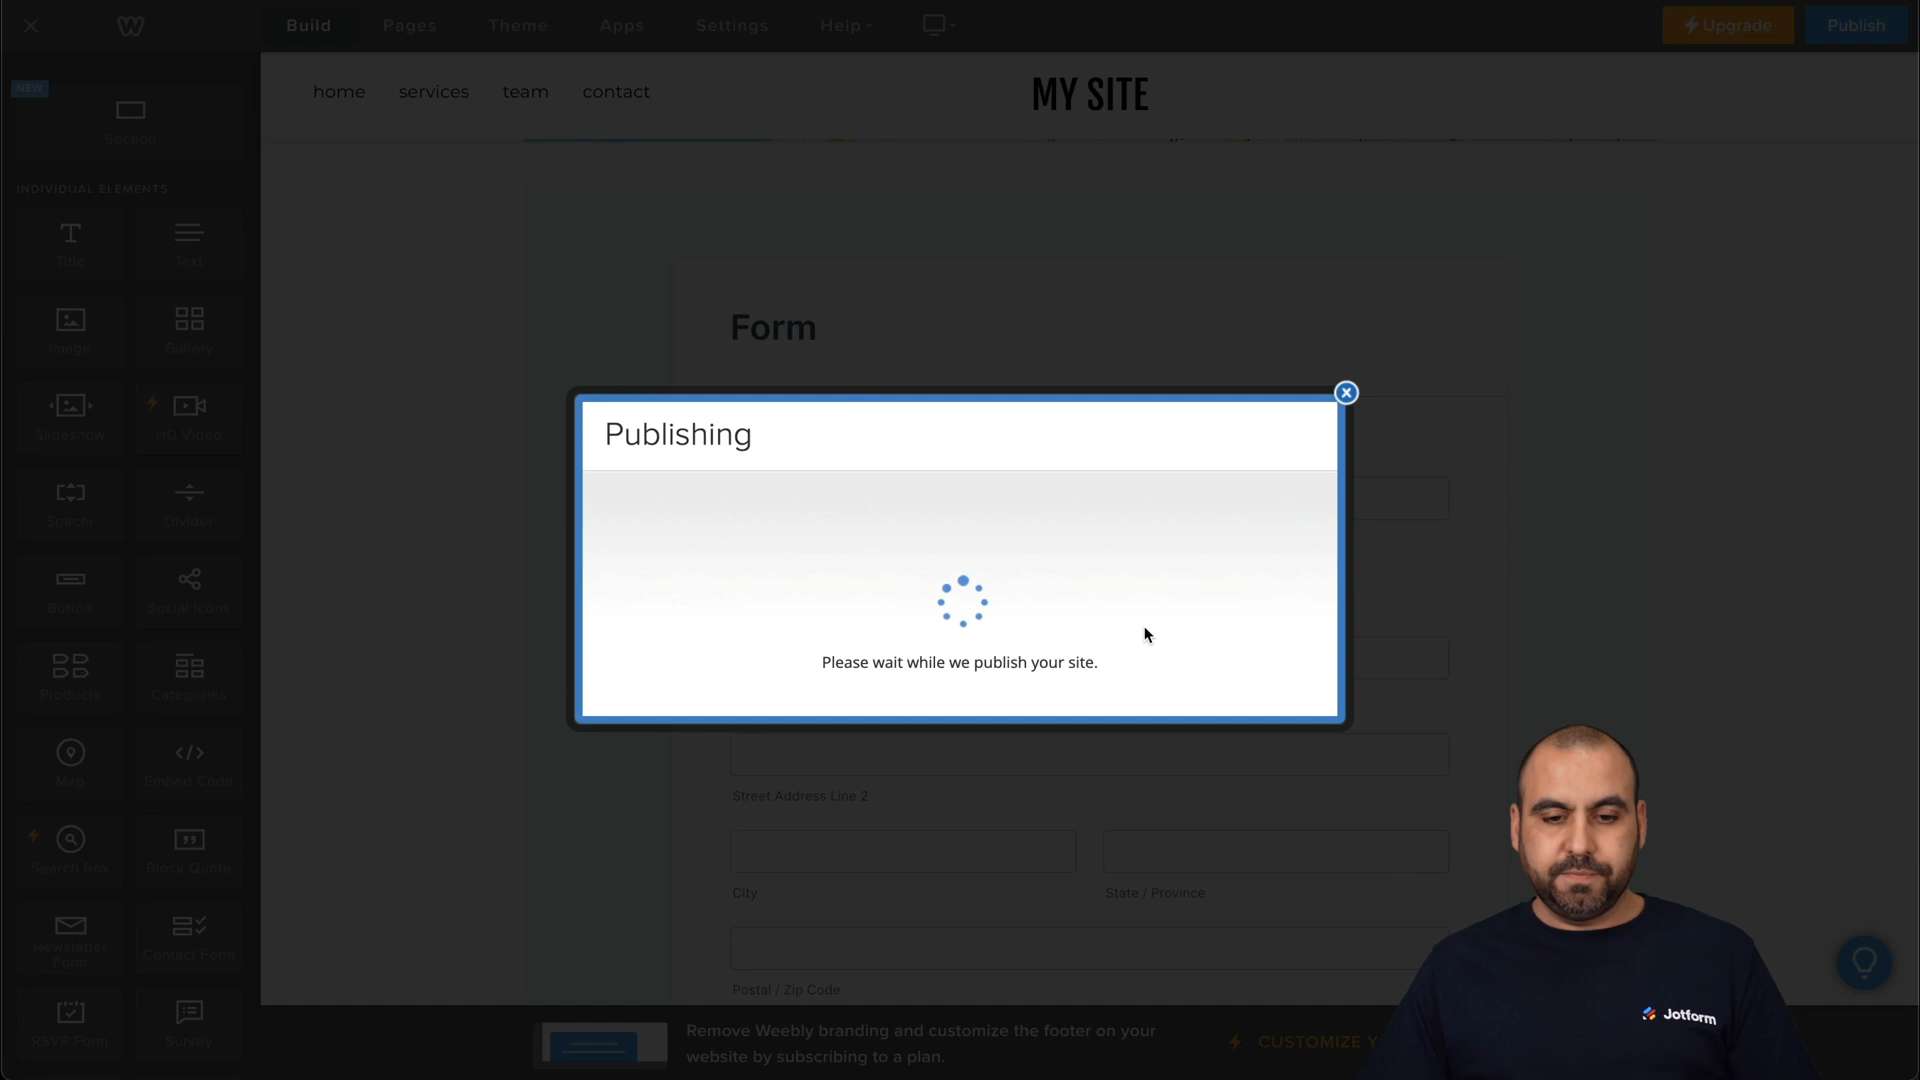 Build
Pages
Theme
Apps
Settings
Help
Upgrade
Publish
NEW
Section
home
services
team
contact
MY SITE
INDIVIDUAL ELEMENTS
Title
Text
Image
Gallery
Slideshow
HD Video
Spacer
Divider
Button
Social Icons
Products
Categories
Map
Embed Code
Search Box
Block Quote
Newsletter
Form
Contact Form
RSVP Form
Survey
Form
Publishing
Please wait while we publish your site.
Street Address Line 2
City
State / Province
Postal / Zip Code
Remove Weebly branding and customize the footer on your
website by subscribing to a plan.
CUSTOMIZE Y
Jotform